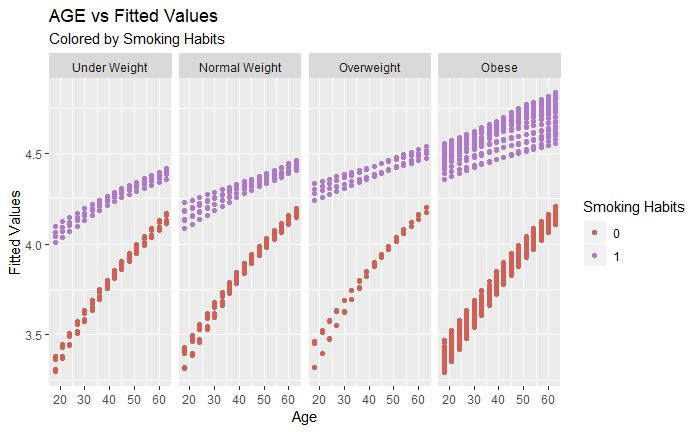 AGE vs Fitted Values
Colored by Smoking Habits
Under Weight Normal Weight Overweight Obese
4.5
4.0
3.5
Fitted Values
20 30 40 50 60 20 30 40 50 60 20 30 40 50 60 20 30 40 50 60
Age
Smoking Habits
0
1